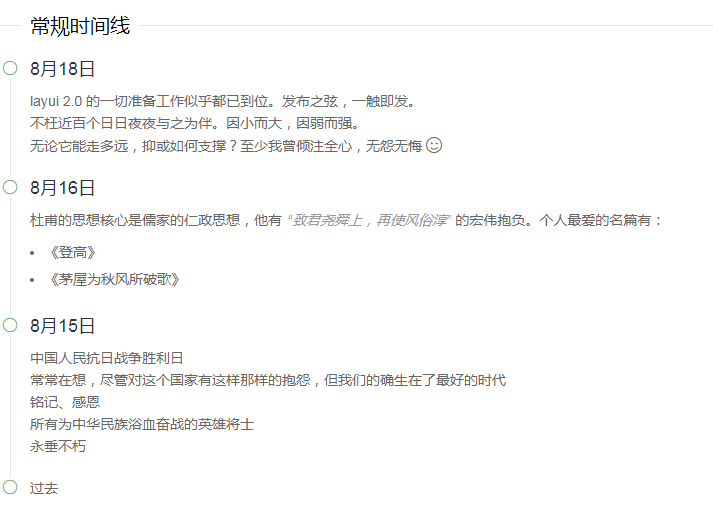 常规时间线
8月18日
layui 2.0 的一切准备工作似乎都已到位。发布之弦，一触即发。
不枉近百个日日夜夜与之为伴。因小而大，因弱而强。
无论它能走多远，抑或如何支撑？至少我曾倾注全心，无怨无悔
8月16日
杜甫的思想核心是儒家的仁政思想，他有 “致君尧舜上，再使风俗淳” 的宏伟抱负。个人最爱的名篇有：
《登高》
《茅屋为秋风所破歌》
8月15日
中国人民抗日战争胜利日
常常在想，尽管对这个国家有这样那样的抱怨，但我们的确生在了最好的时代
铭记、感恩
所有为中华民族浴血奋战的英雄将士
永垂不朽
过去